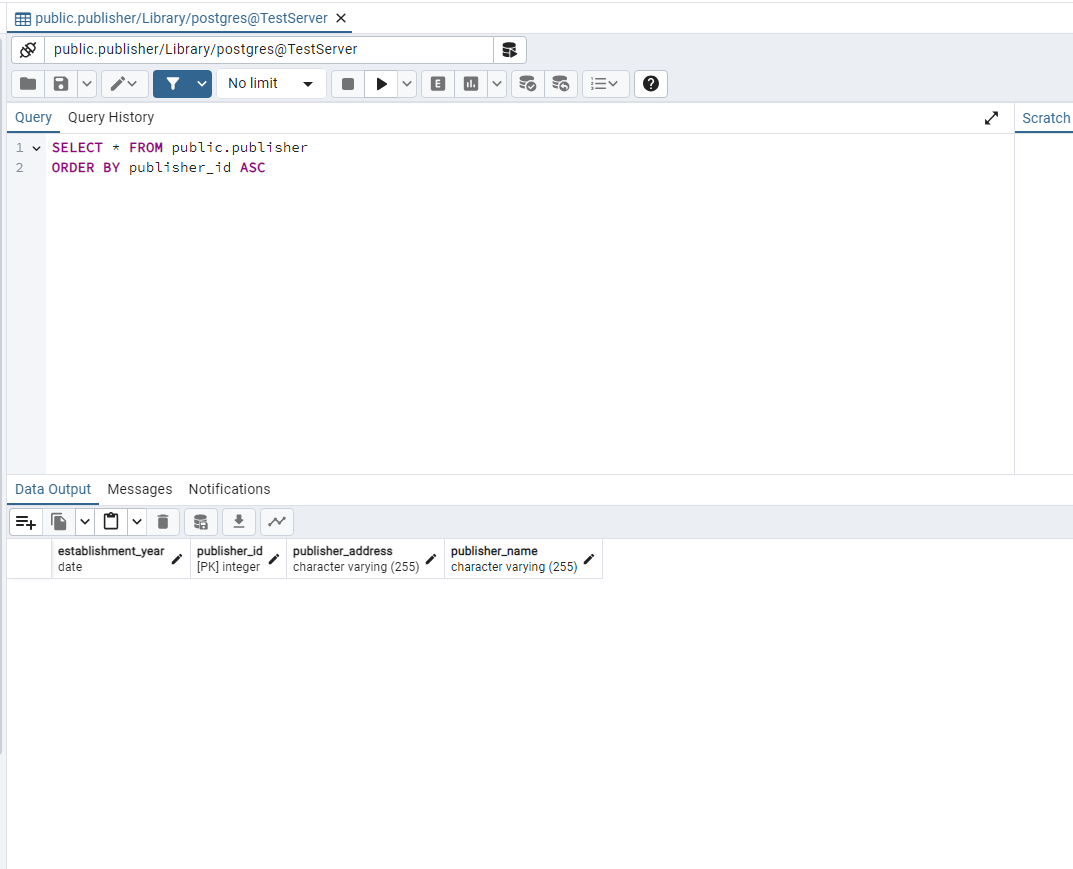 public.publisher/Library/postgres@TestServer
public.publisher/Library/postgres@TestServer
No limit
E
Query Query History
Scratch
1 SELECT * FROM public.publisher
2 ORDER BY publisher_id ASC
Data Output Messages Notifications
establishment_year publisher_id publisher_address publisher_name
date [PK] integer character varying (255) character varying (255)